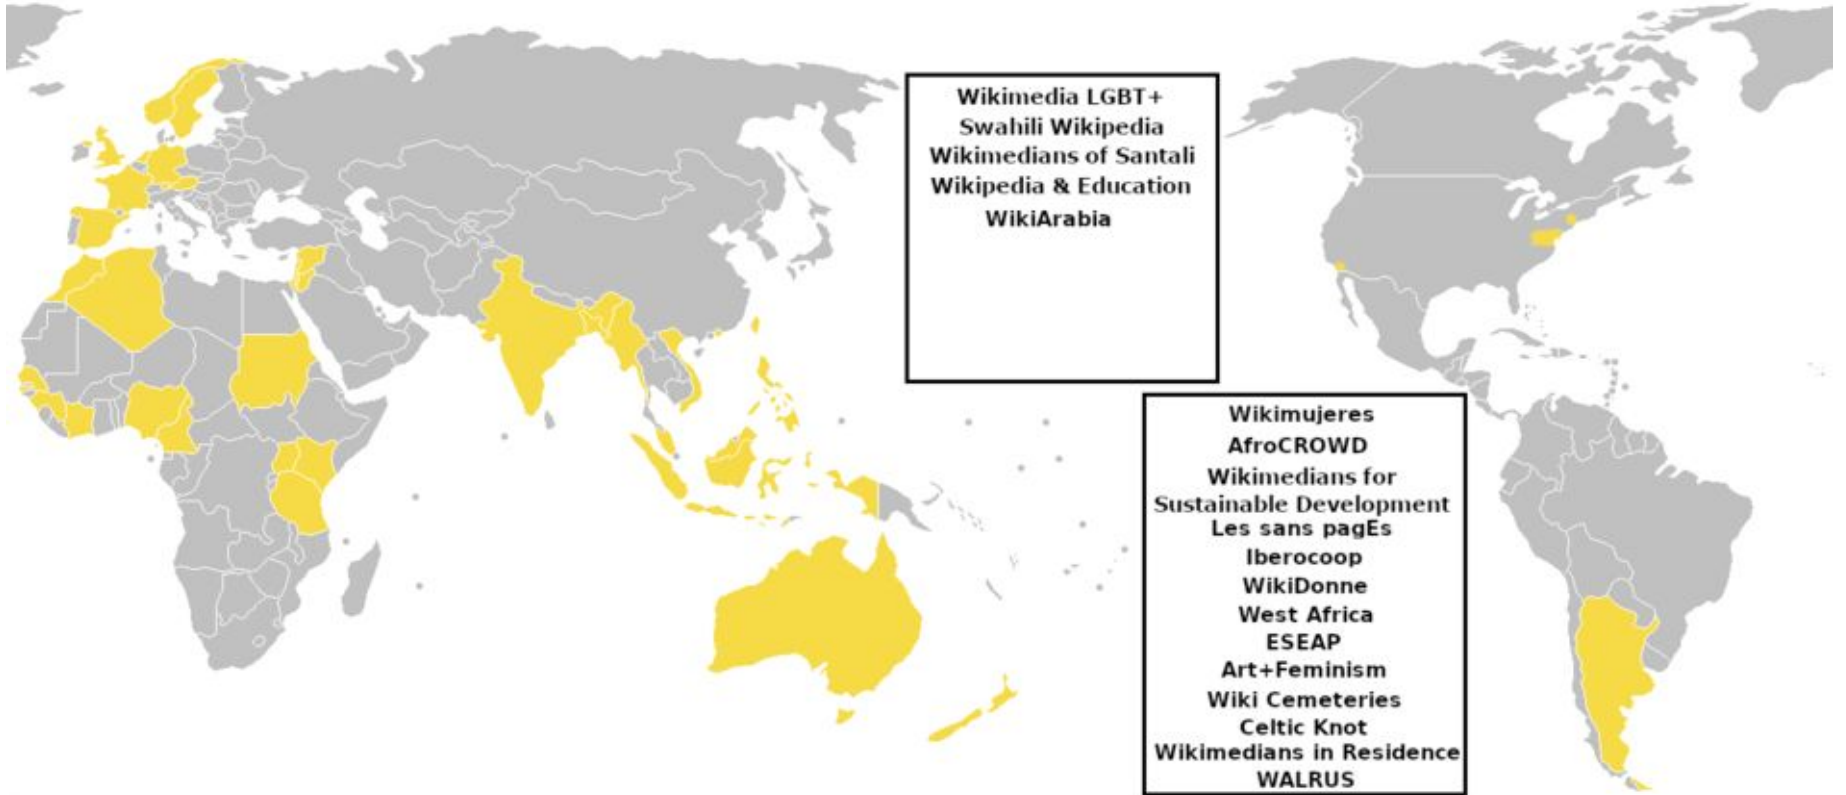 Wikimedia LGBT+
Swahili Wikipedia
Wikimedians of Santali
Wikipedia & Education
WikiArabia
Wikimujeres
AfroCROWD
Wikimedians for
Sustainable Development
Les sans pagEs
Iberocoop
WikiDonne
West Africa
ESEAP
Art+Feminism
Wiki Cemeteries
Celtic Knot
Wikimedians in Residence
WALRUS